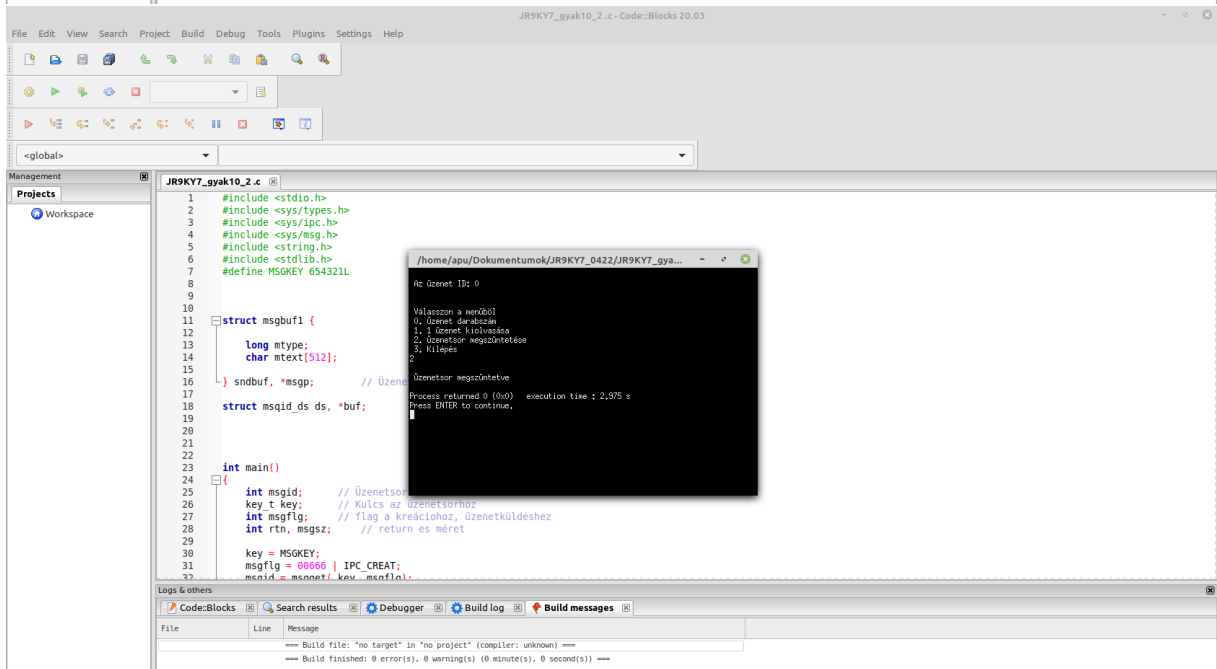 JR9KY7_gyak10_2 .c - Code::Blocks 20.03
File Edit View Search Project Build Debug Tools Plugins Settings Help
<global>
Management
Projects
Workspace
JR9KY7_gyak10_2 .c
1 #include <stdio.h>
2 #include <sys/types.h>
3 #include <sys/ipc.h>
4 #include <sys/msg.h>
5 #include <string.h>
6 #include <stdlib.h>
7 #define MSGKEY 654321L
8
9
10
11 struct msgbuf1 {
12
13 long mtype;
14 char mtext[512];
15
16 } sndbuf, *msgp; // Üzene
17
18 struct msqid_ds ds, *buf;
19
20
21
22
23 int main()
24 {
25 int msgid; // Üzenetsor
26 key_t key; // Kulcs az üzenetsorhoz
27 int msgflg; // flag a kreációhoz, üzenetküldéshez
28 int rtn, msgsz; // return es méret
29
30 key = MSGKEY;
31 msgflg = 00666 | IPC_CREAT;
32 msgid = msgget( key, msgflg);
/home/apu/Dokumentumok/JR9KY7_0422/JR9KY7_gya...
Az üzenet ID: 0
Válasszon a menüből
0. Üzenet darabszám
1. 1 üzenet kiolvasása
2. Üzenetsor megszüntetése
3. Kilépés
2
Üzenetsor megszüntetve
Process returned 0 (0x0) execution time : 2.975 s
Press ENTER to continue.
Logs & others
Code::Blocks Search results Debugger Build log Build messages
File Line Message
=== Build file: "no target" in "no project" (compiler: unknown) ===
=== Build finished: 0 error(s), 0 warning(s) (0 minute(s), 0 second(s)) ===